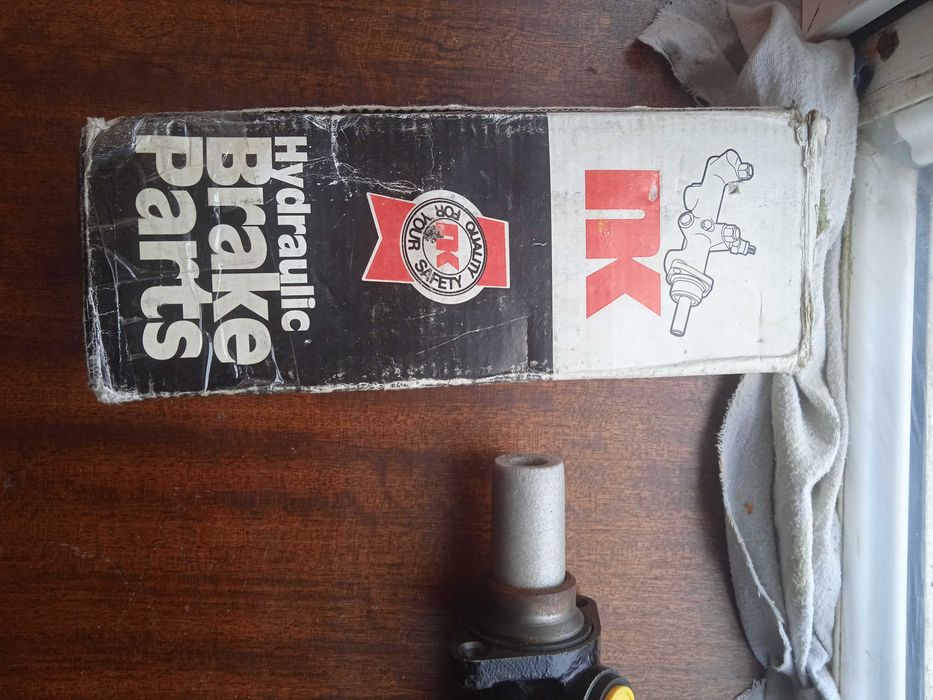 NK
QUALITY
FOR YOUR
SAFETY
NK
Hydraulic
Brake
Parts